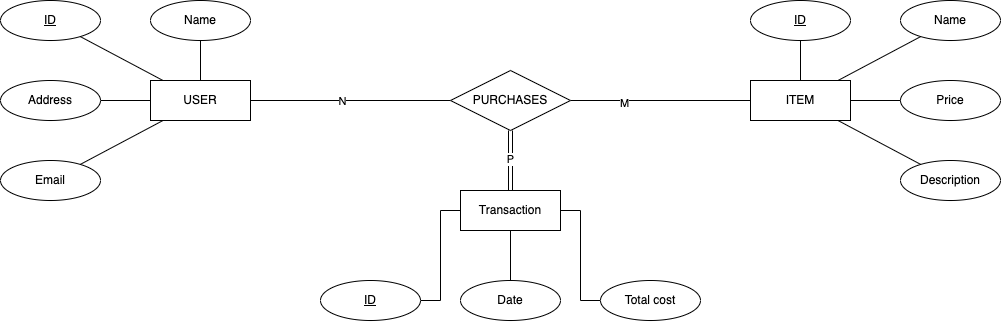 ID
Name
ID
Name
Address
USER
N
PURCHASES
M
ITEM
Price
P
Email
Description
Transaction
ID
Date
Total cost